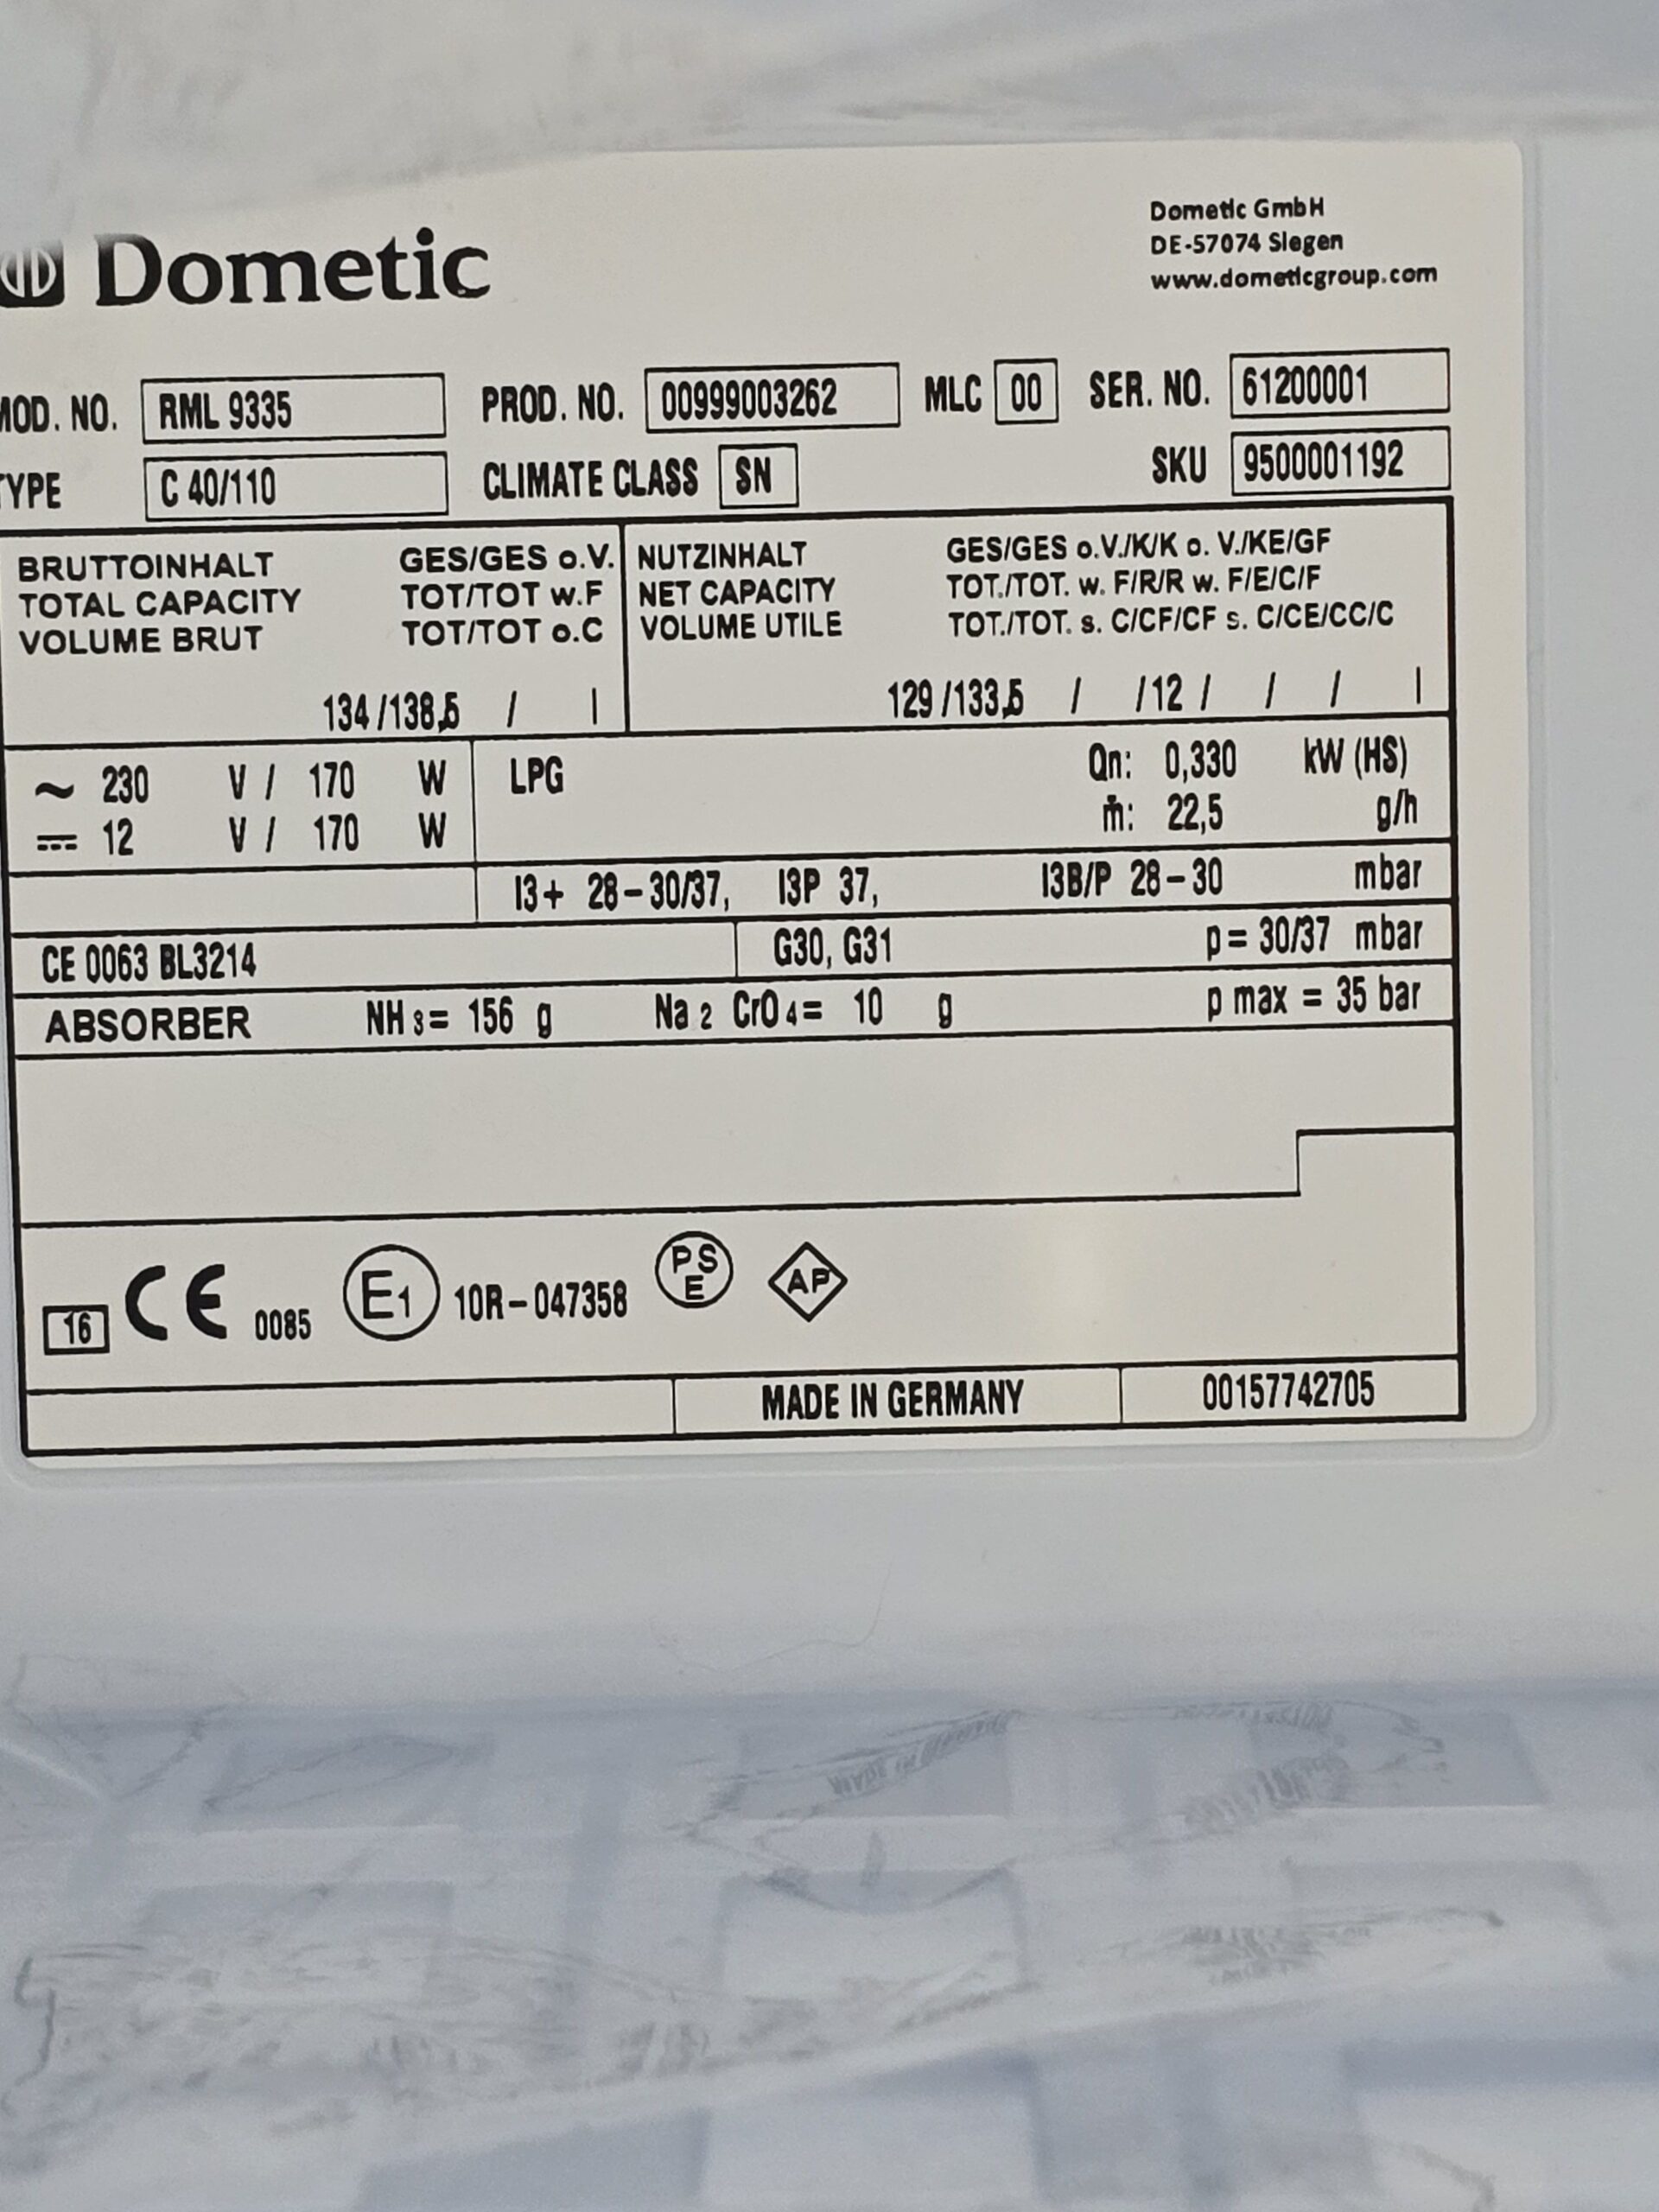 Dometic
Dometic GmbH
DE-57074 Siegen
www.dometicgroup.com
MOD. NO. RML 9335 PROD. NO. 00999003262 MLC 00 SER. NO. 61200001
TYPE C 40/110 CLIMATE CLASS SN SKU 9500001192
BRUTTOINHALT GES/GES o.V. NUTZINHALT GES/GES o.V./K/K o. V./KE/GF
TOTAL CAPACITY TOT/TOT w.F NET CAPACITY TOT./TOT. w. F/R/R w. F/E/C/F
VOLUME BRUT TOT/TOT o.C VOLUME UTILE TOT./TOT. s. C/CF/CF s. C/CE/CC/C
134 /138,5 / l 129 /133,5 / /12 / / / l
~ 230 V / 170 W LPG Qn: 0,330 kW (HS)
⎓ 12 V / 170 W ṁ: 22,5 g/h
I3+ 28-30/37, I3P 37, I3B/P 28-30 mbar
CE 0063 BL3214 G30, G31 p= 30/37 mbar
ABSORBER NH3= 156 g Na2 CrO4= 10 g p max = 35 bar
16 CE 0085 E1 10R-047358 PS E AP
MADE IN GERMANY 00157742705